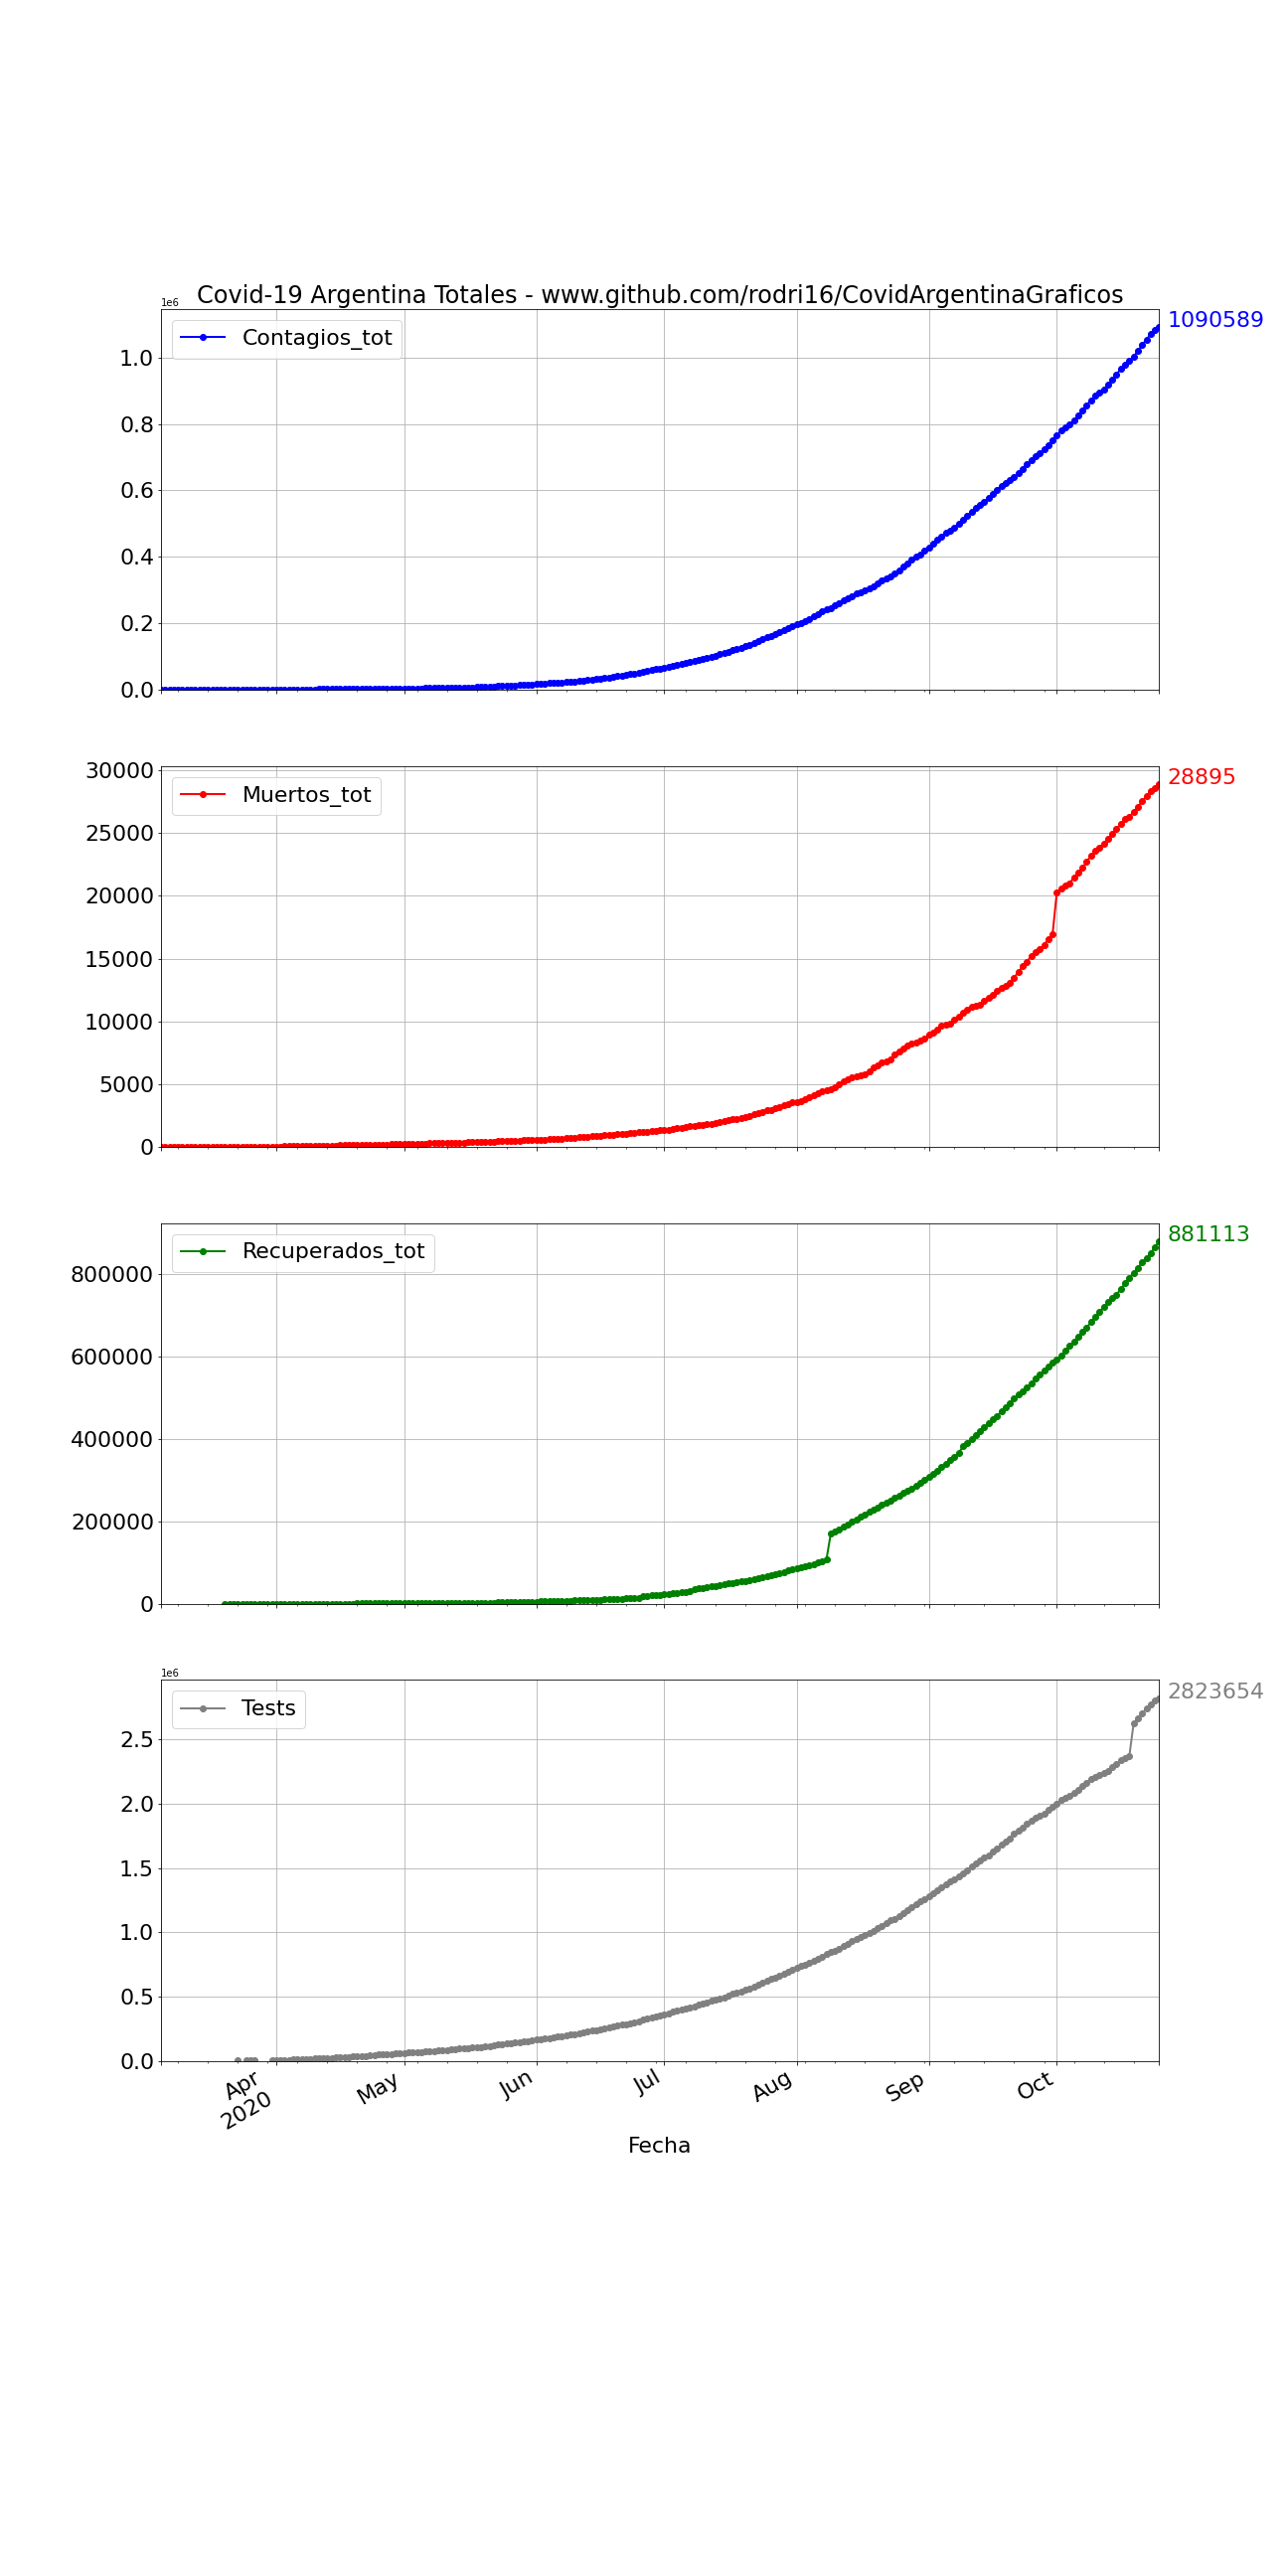 Covid-19 Argentina Totales - www.github.com/rodri16/CovidArgentinaGraficos
1e6
1090589
Contagios_tot
1.0
0.8
0.6
0.4
0.2
0.0
30000
28895
Muertos_tot
25000
20000
15000
10000
5000
0
881113
Recuperados_tot
800000
600000
400000
200000
0
1e6
2823654
Tests
2.5
2.0
1.5
1.0
0.5
0.0
Apr
2020
May
Jun
Jul
Aug
Sep
Oct
Fecha